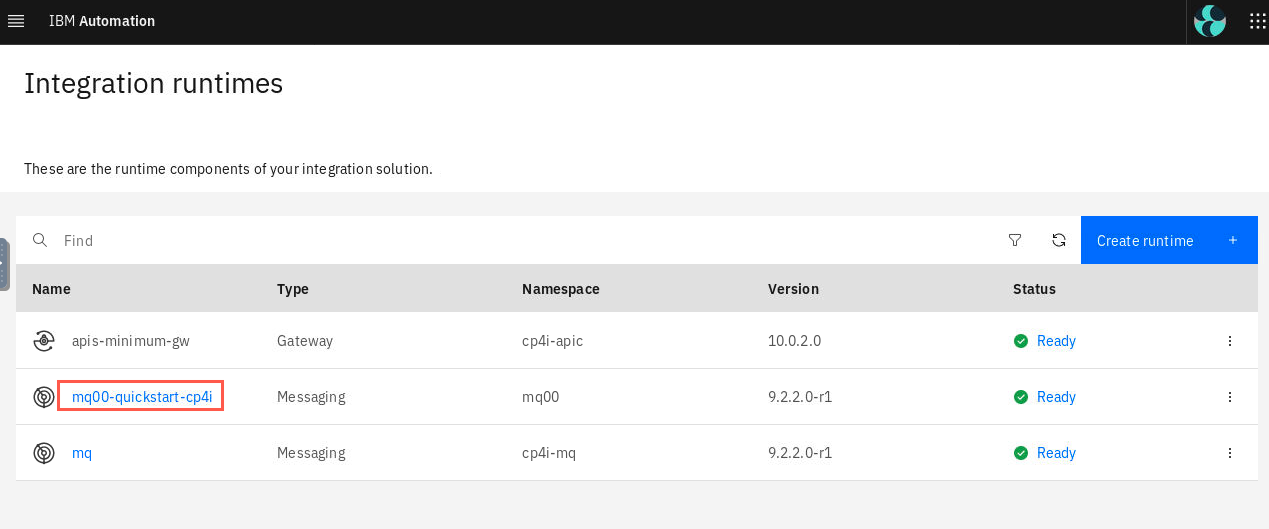 IBM Automation
Integration runtimes
These are the runtime components of your integration solution.
Find
Create runtime +
Name Type Namespace Version Status
apis-minimum-gw Gateway cp4i-apic 10.0.2.0 Ready
mq00-quickstart-cp4i Messaging mq00 9.2.2.0-r1 Ready
mq Messaging cp4i-mq 9.2.2.0-r1 Ready